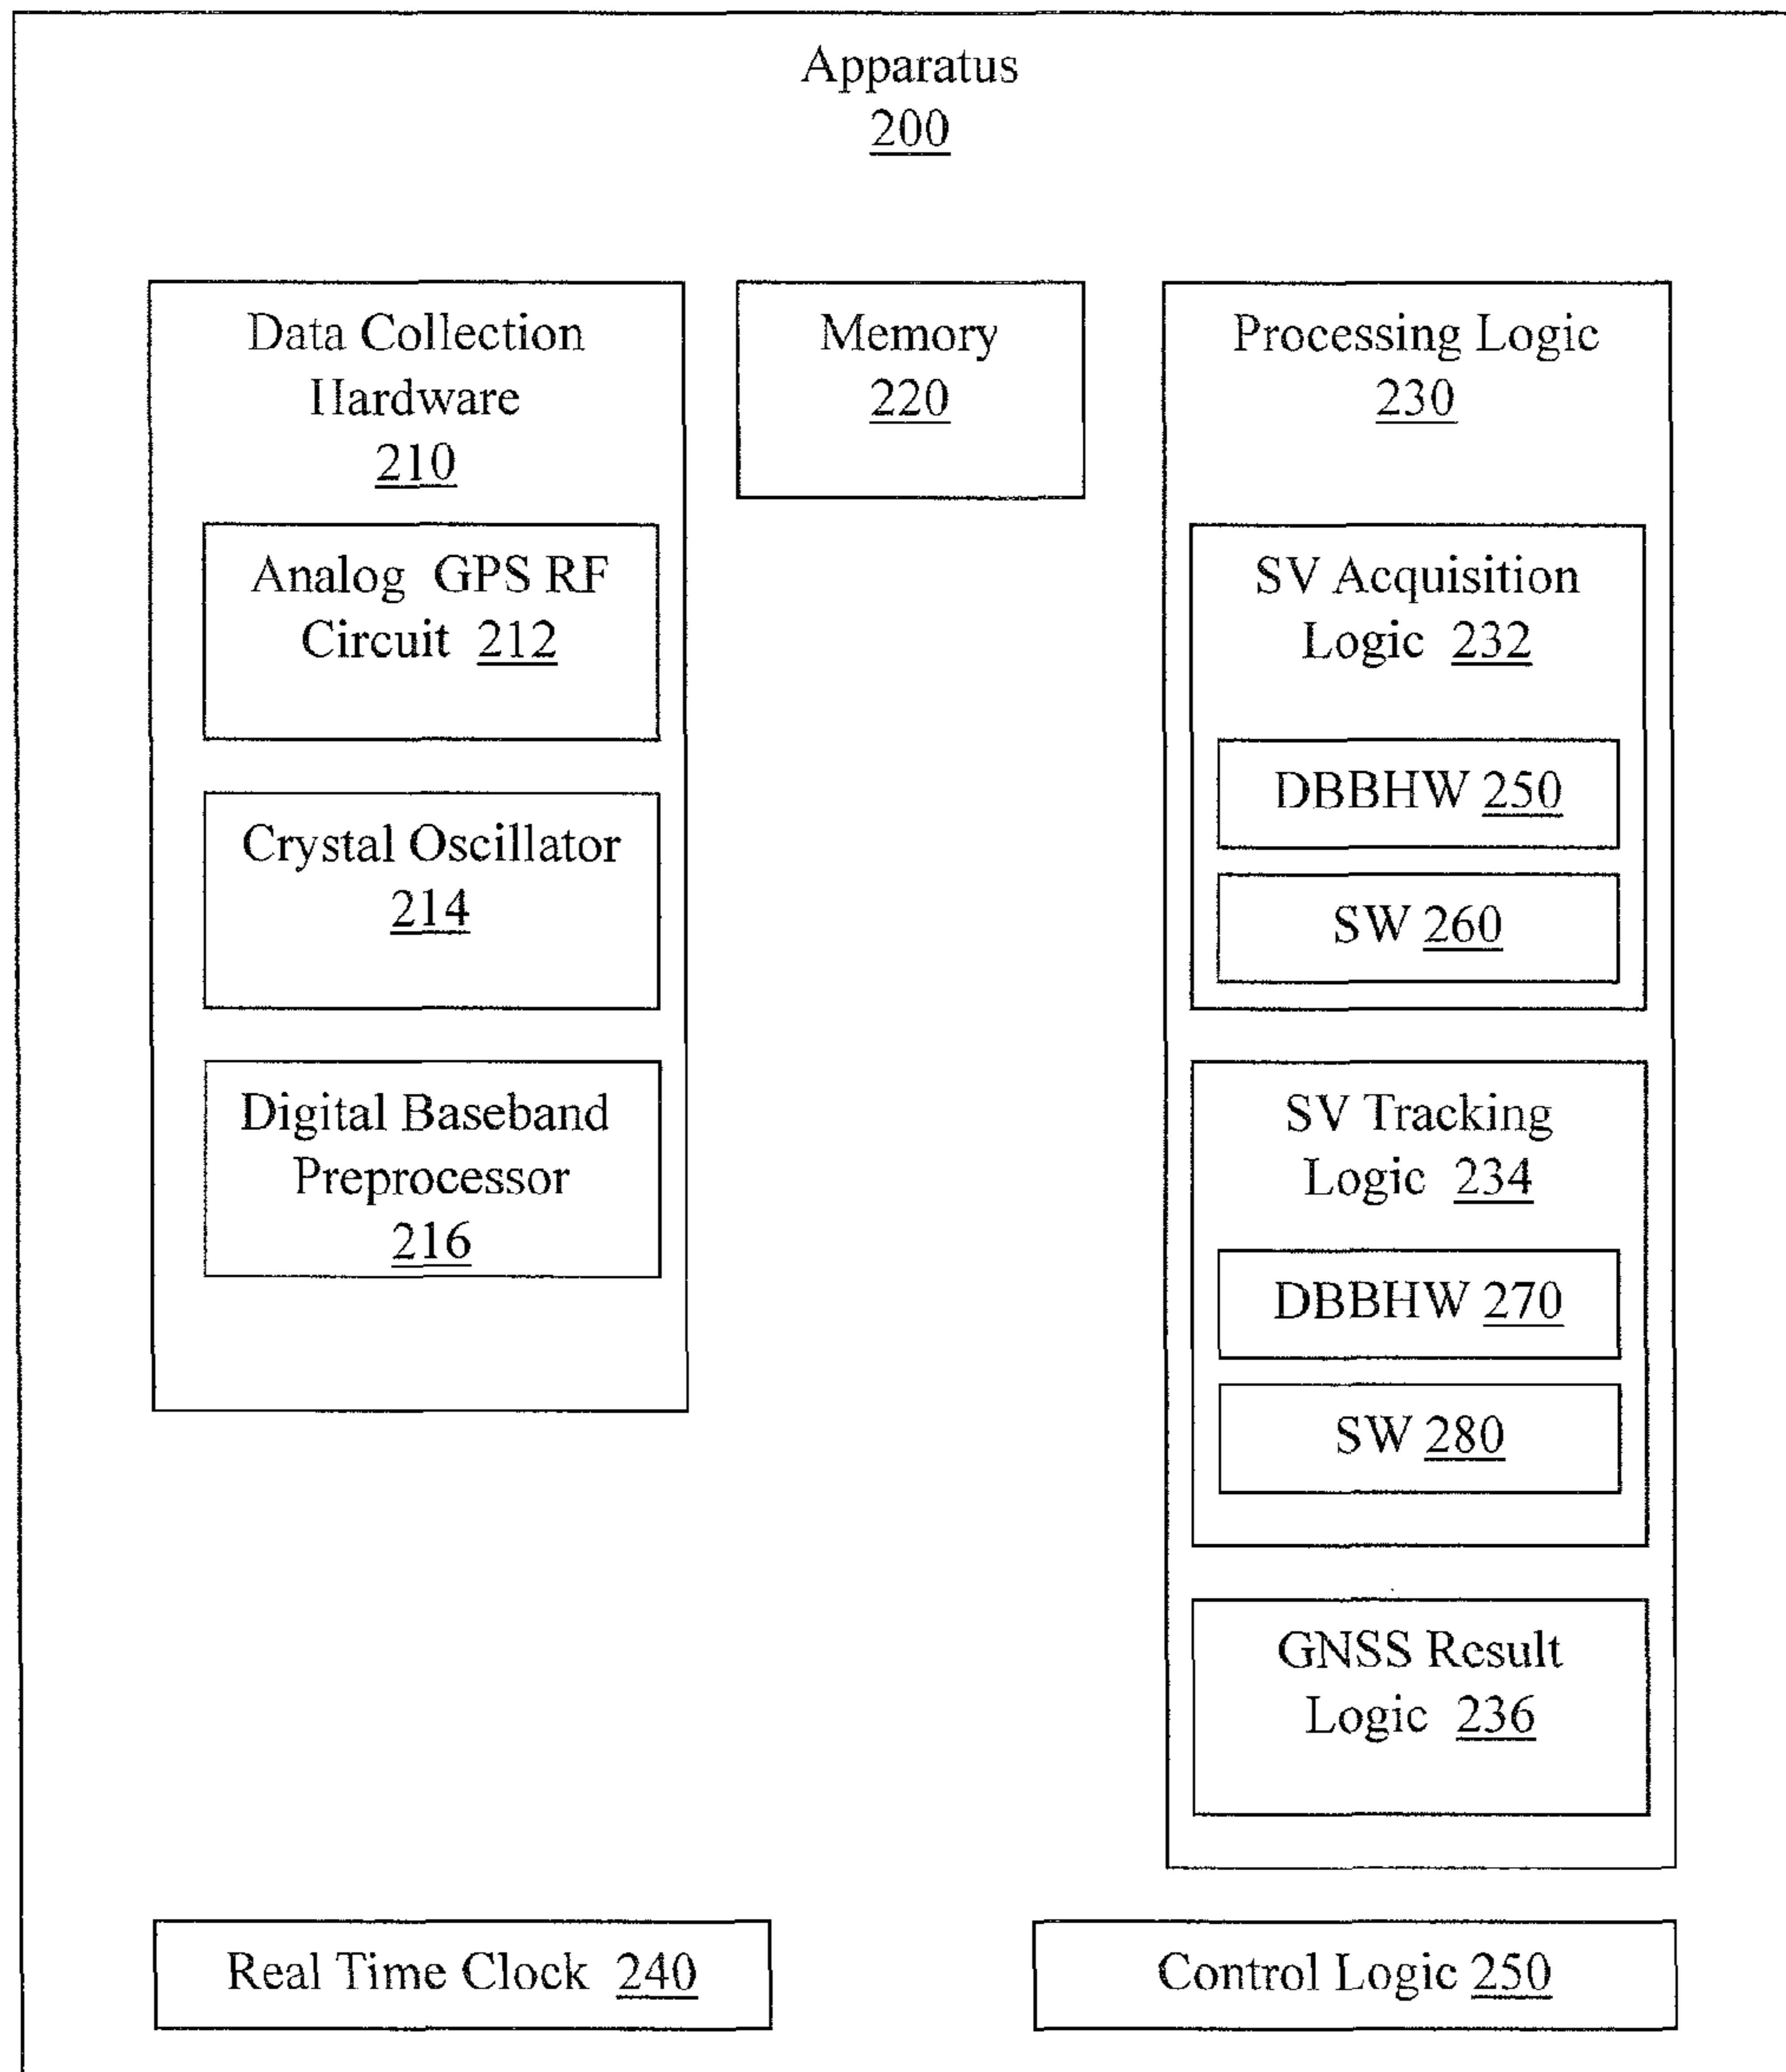 Apparatus
200
Data Collection
Hardware
210
Analog GPS RF
Circuit 212
Crystal Oscillator
214
Digital Baseband
Preprocessor
216
Memory
220
Processing Logic
230
SV Acquisition
Logic 232
DBBHW 250
SW 260
SV Tracking
Logic 234
DBBHW 270
SW 280
GNSS Result
Logic 236
Real Time Clock 240
Control Logic 250